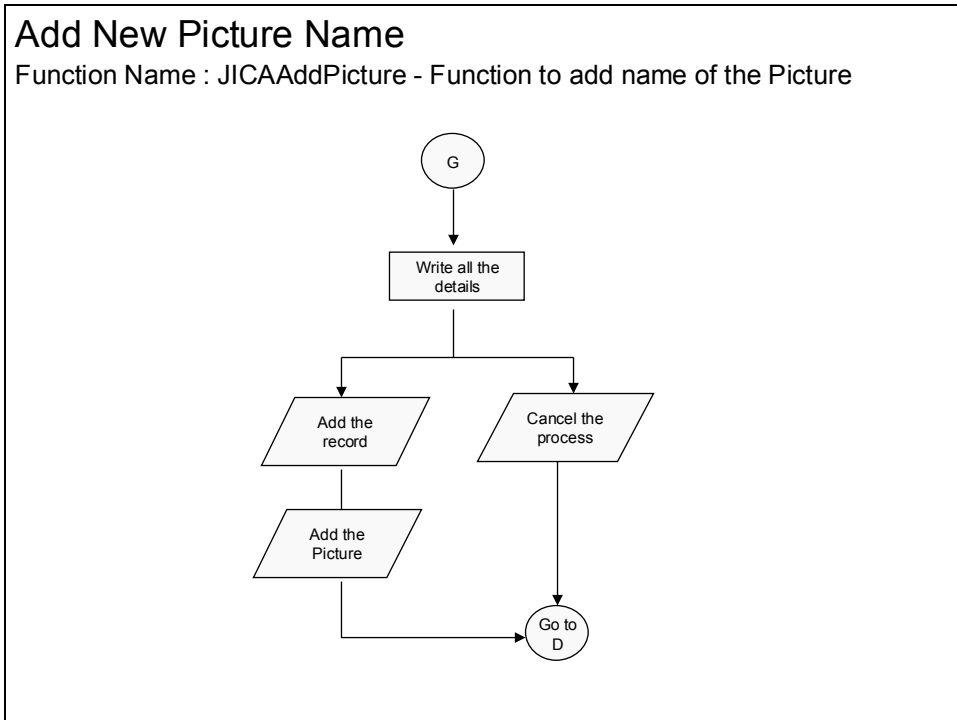 Add New Picture Name
Function Name : JICAAddPicture - Function to add name of the Picture
G
Write all the
details
Add the
record
Cancel the
process
Add the
Picture
Go to
D